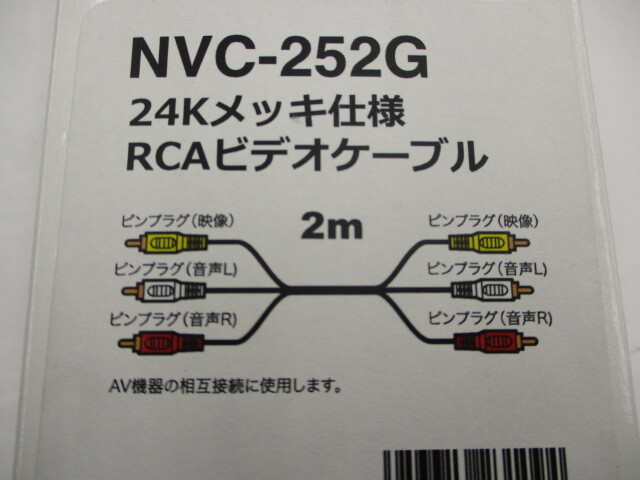 NVC-252G
24Kメッキ仕様
RCAビデオケーブル
ピンプラグ(映像) 2m ピンプラグ(映像)
ピンプラグ(音声L) ピンプラグ(音声L)
ピンプラグ(音声R) ピンプラグ(音声R)
AV機器の相互接続に使用します。